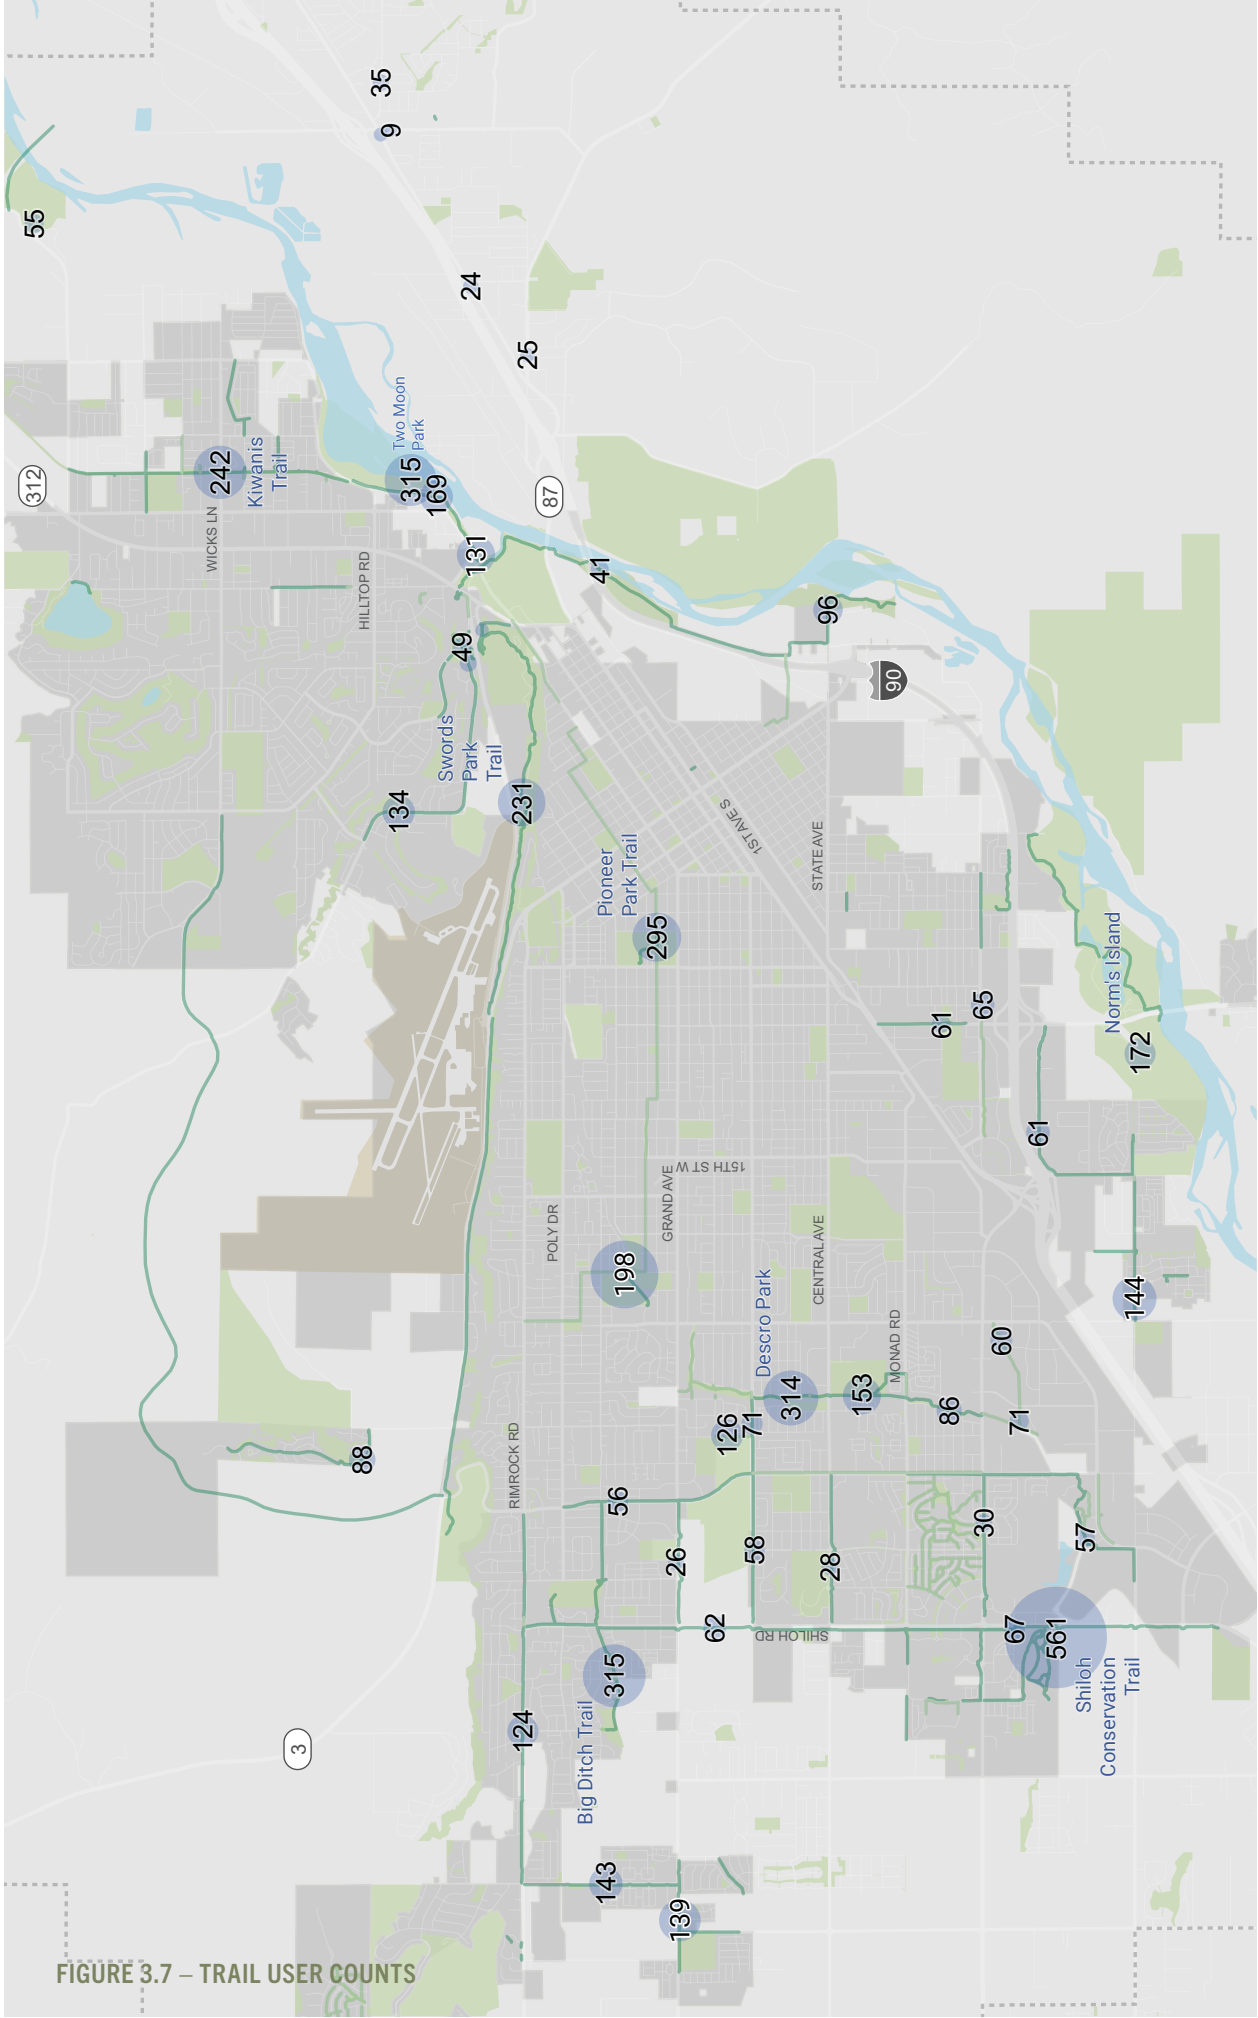 55
35
9
312
242
Kiwanis
Trail
WICKS LN
24
25
Two Moon
Park
315
169
87
HILLTOP RD
131
41
49
96
90
Swords
Park
Trail
134
231
Pioneer
Park Trail
1ST AVE S
STATE AVE
295
Norm's Island
61
65
172
61
15TH ST W
GRAND AVE
POLY DR
198
CENTRAL AVE
Descro Park
144
MONAD RD
60
314
153
86
71
126
71
88
RIMROCK RD
56
26
58
28
30
57
62
SHILOH RD
67
561
Shiloh
Conservation
Trail
315
Big Ditch Trail
124
3
143
139
FIGURE 3.7 – TRAIL USER COUNTS